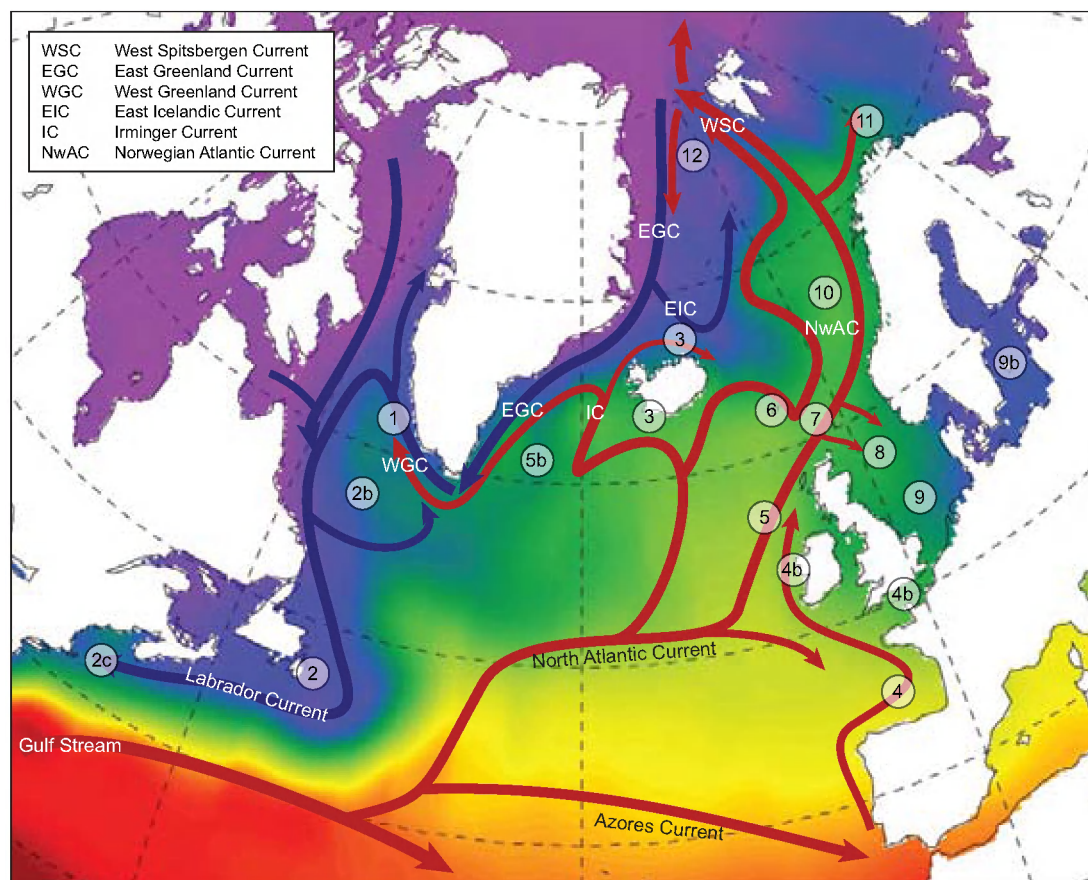 WSC West Spitsbergen Current
EGC East Greenland Current
WGC West Greenland Current
EIC East Icelandic Current
IC Irminger Current
NwAC Norwegian Atlantic Current
11
WSC
12
EGC
10
EIC
NwAC
3
9b
EGC
IC
3
6
7
1
8
WGC
5b
2b
9
5
4b
4b
North Atlantic Current
2c
2
Labrador Current
4
Gulf Stream
Azores Current